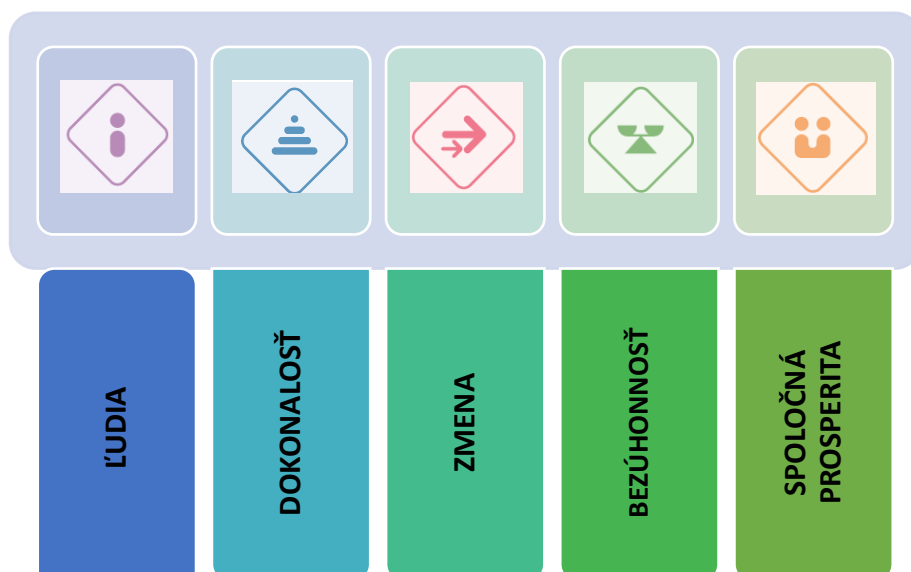 ĽUDIA
DOKONALOSŤ
ZMENA
BEZÚHONNOSŤ
SPOLOČNÁ
PROSPERITA